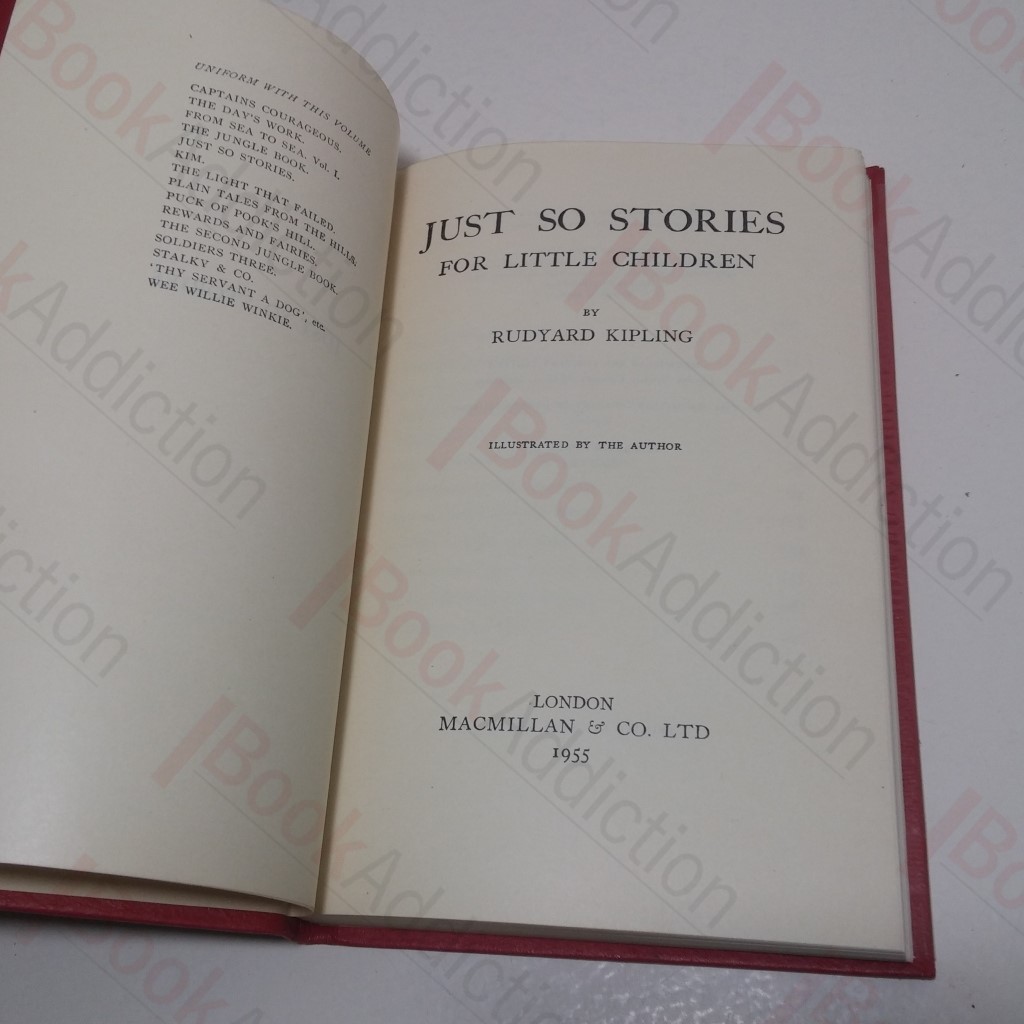 UNIFORM WITH THIS VOLUME
CAPTAINS COURAGEOUS.
THE DAY'S WORK.
FROM SEA TO SEA. Vol. I.
THE JUNGLE BOOK.
JUST SO STORIES.
KIM.
THE LIGHT THAT FAILED.
PLAIN TALES FROM THE HILLS.
PUCK OF POOK'S HILL.
REWARDS AND FAIRIES.
THE SECOND JUNGLE BOOK.
SOLDIERS THREE.
STALKY & CO.
'THY SERVANT A DOG', etc.
WEE WILLIE WINKIE.
JUST SO STORIES
FOR LITTLE CHILDREN
BY
RUDYARD KIPLING
ILLUSTRATED BY THE AUTHOR
LONDON
MACMILLAN & CO. LTD
1955
BookAddiction